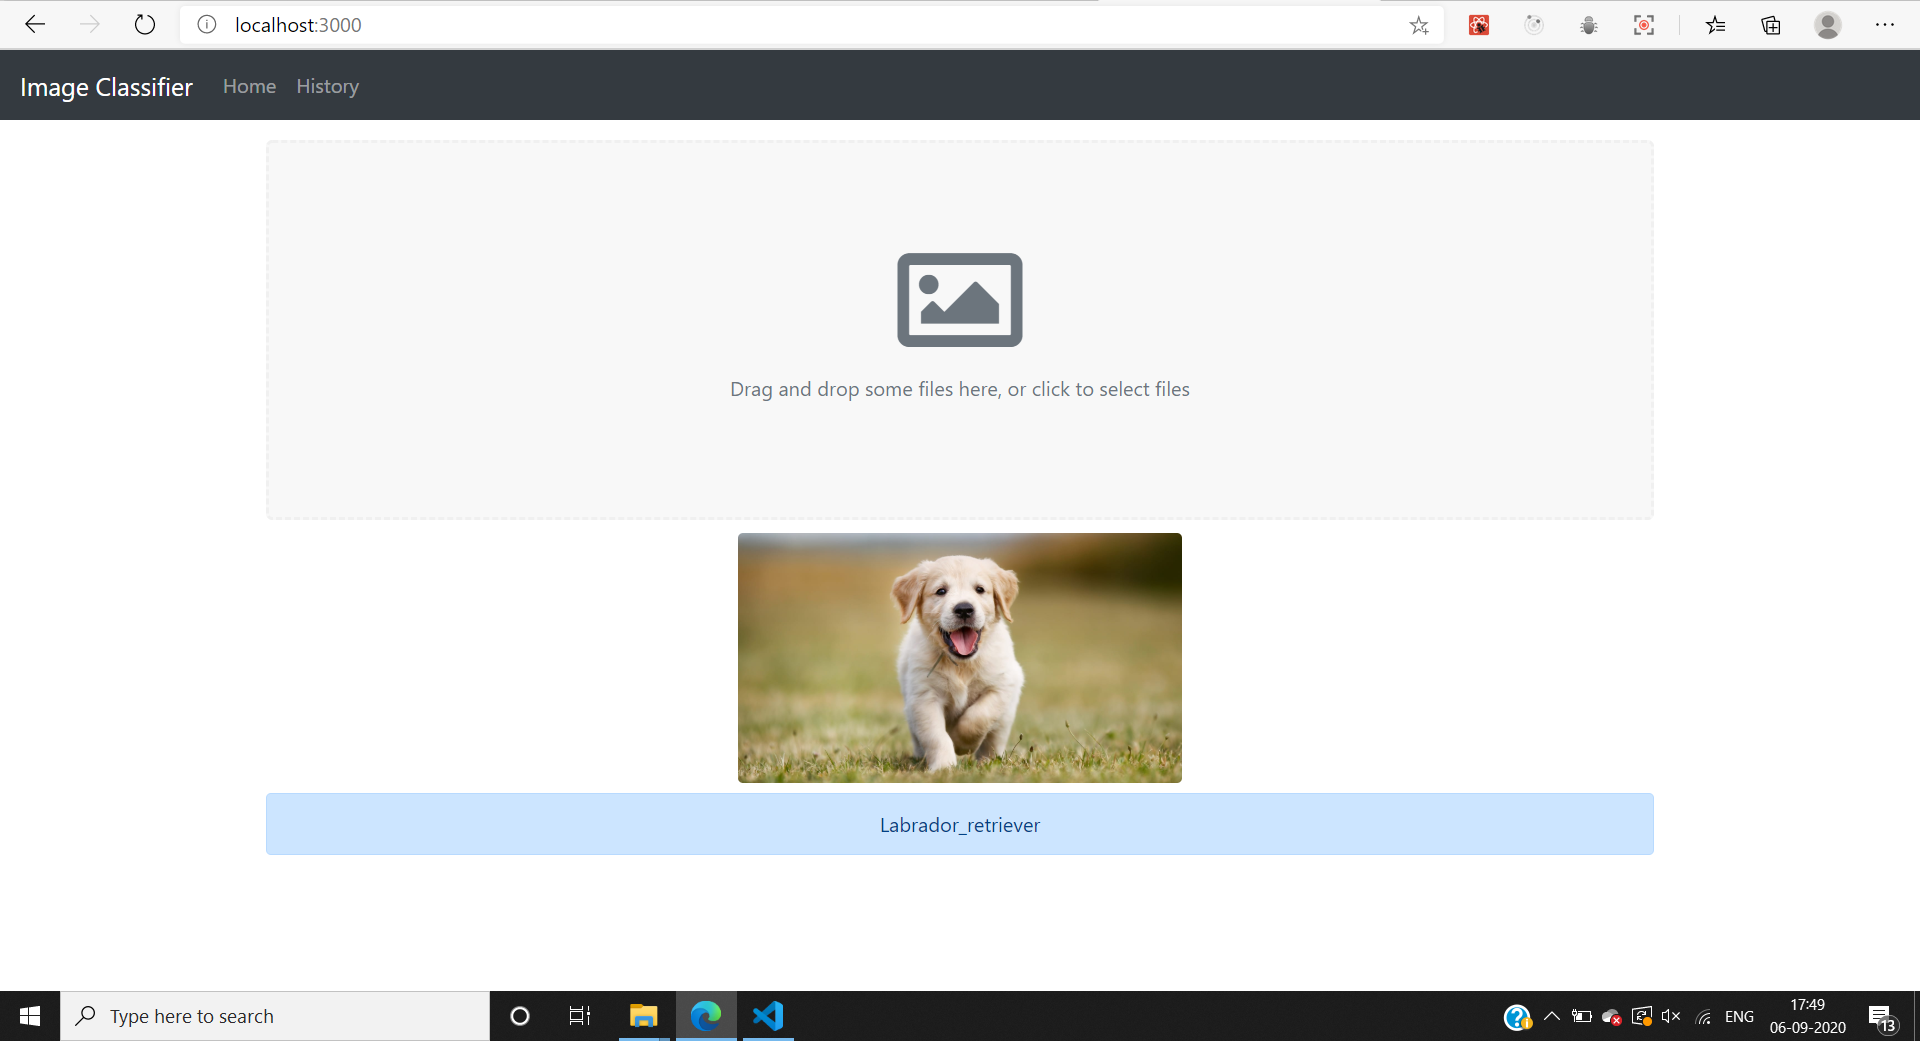 localhost:3000
Image Classifier Home History
Drag and drop some files here, or click to select files
Labrador_retriever
Type here to search
ENG
17:49
06-09-2020
13